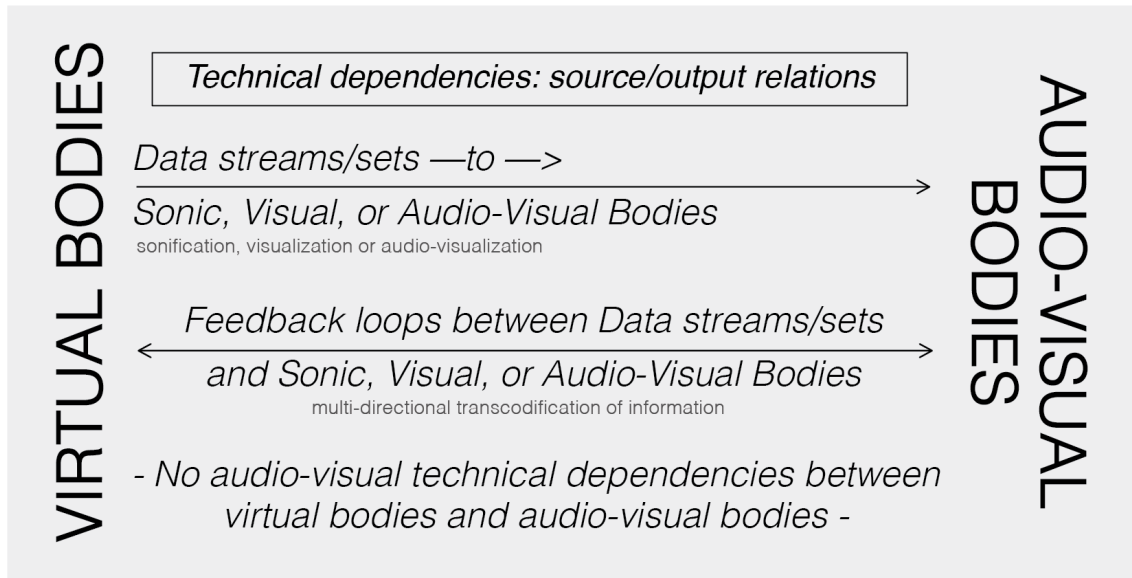 VIRTUAL BODIES
Technical dependencies: source/output relations
Data streams/sets —to —>
Sonic, Visual, or Audio-Visual Bodies
sonification, visualization or audio-visualization
Feedback loops between Data streams/sets
and Sonic, Visual, or Audio-Visual Bodies
multi-directional transcodification of information
- No audio-visual technical dependencies between
virtual bodies and audio-visual bodies -
AUDIO-VISUAL
BODIES